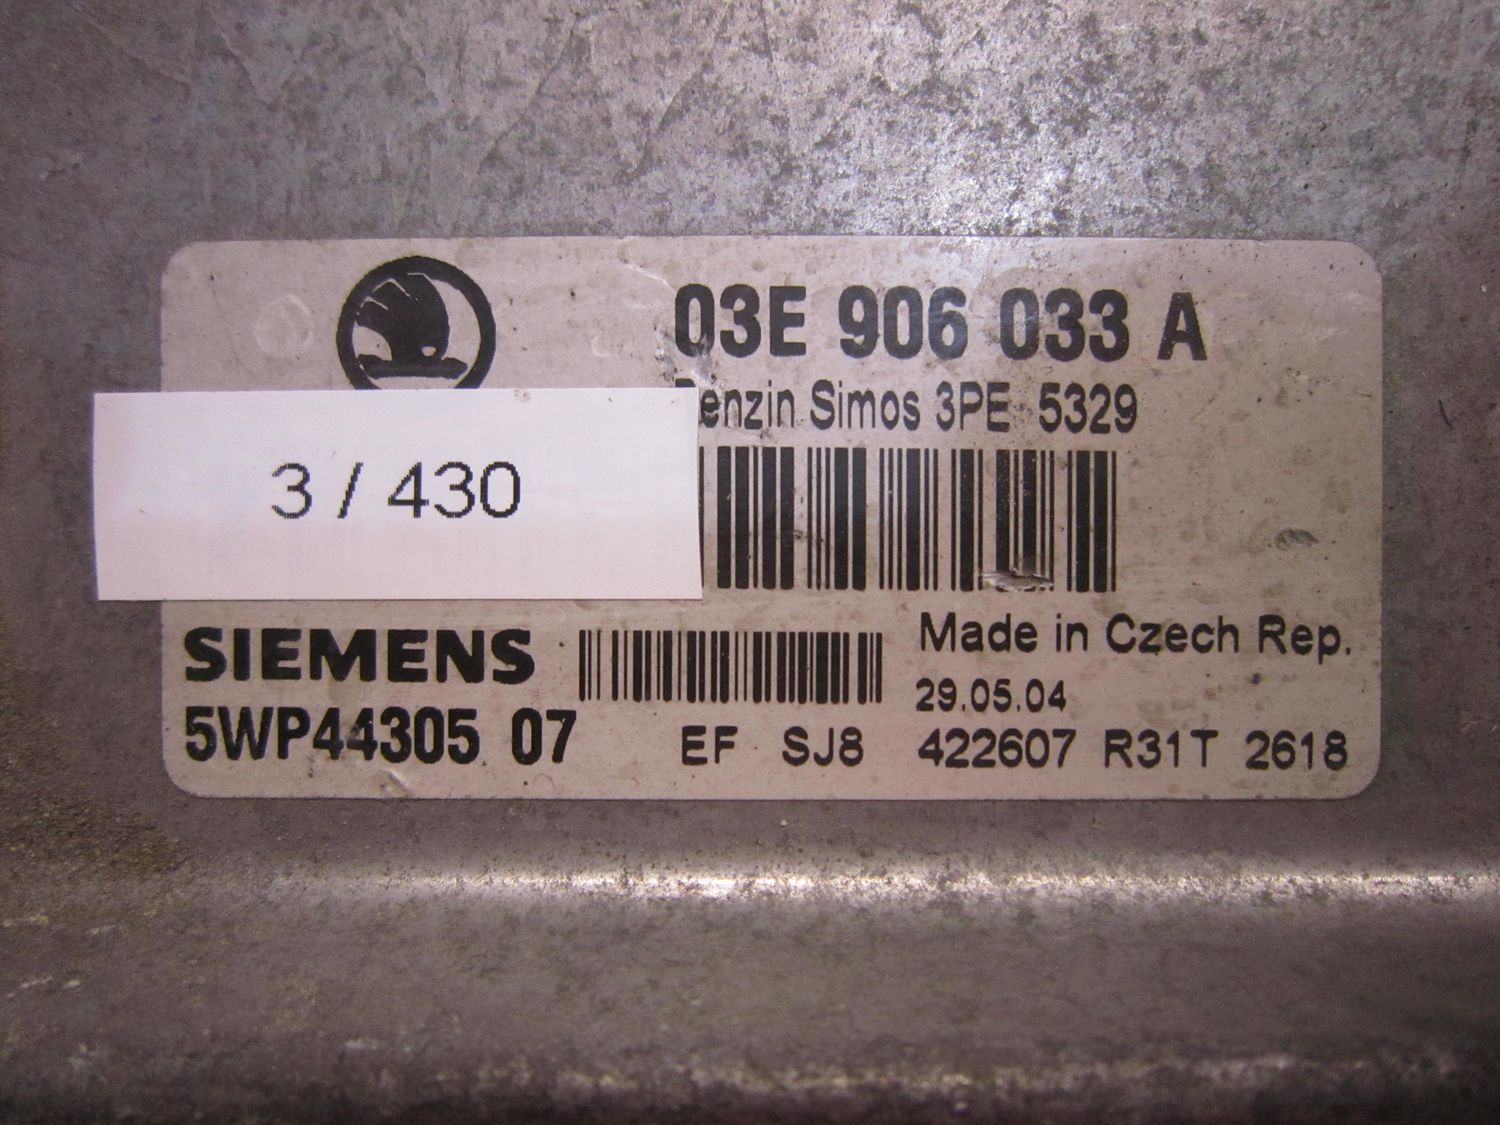 03E 906 033 A
Benzin Simos 3PE 5329
3 / 430
SIEMENS
Made in Czech Rep.
29.05.04
5WP44305 07
EF SJ8 422607 R31T 2618